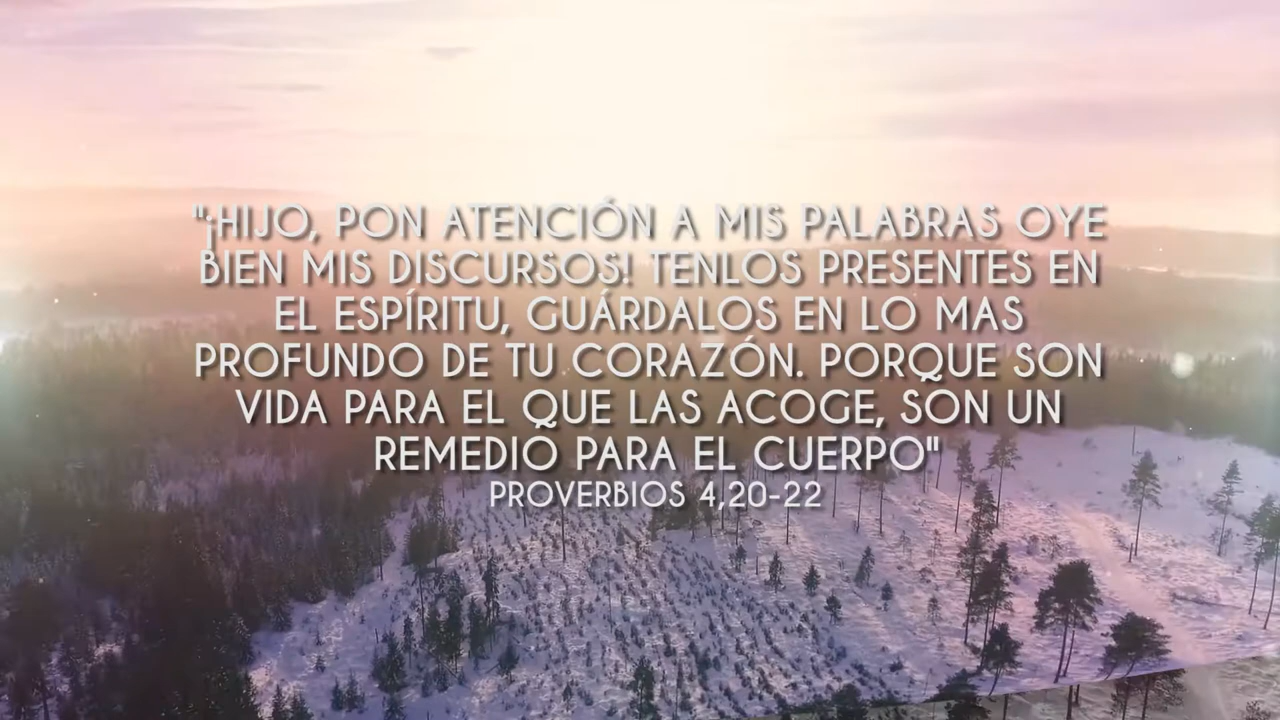 "¡HIJO, PON ATENCIÓN A MIS PALABRAS OYE
BIEN MIS DISCURSOS! TENLOS PRESENTES EN
EL ESPÍRITU, GUÁRDALOS EN LO MAS
PROFUNDO DE TU CORAZÓN. PORQUE SON
VIDA PARA EL QUE LAS ACOGE, SON UN
REMEDIO PARA EL CUERPO"
PROVERBIOS 4,20-22